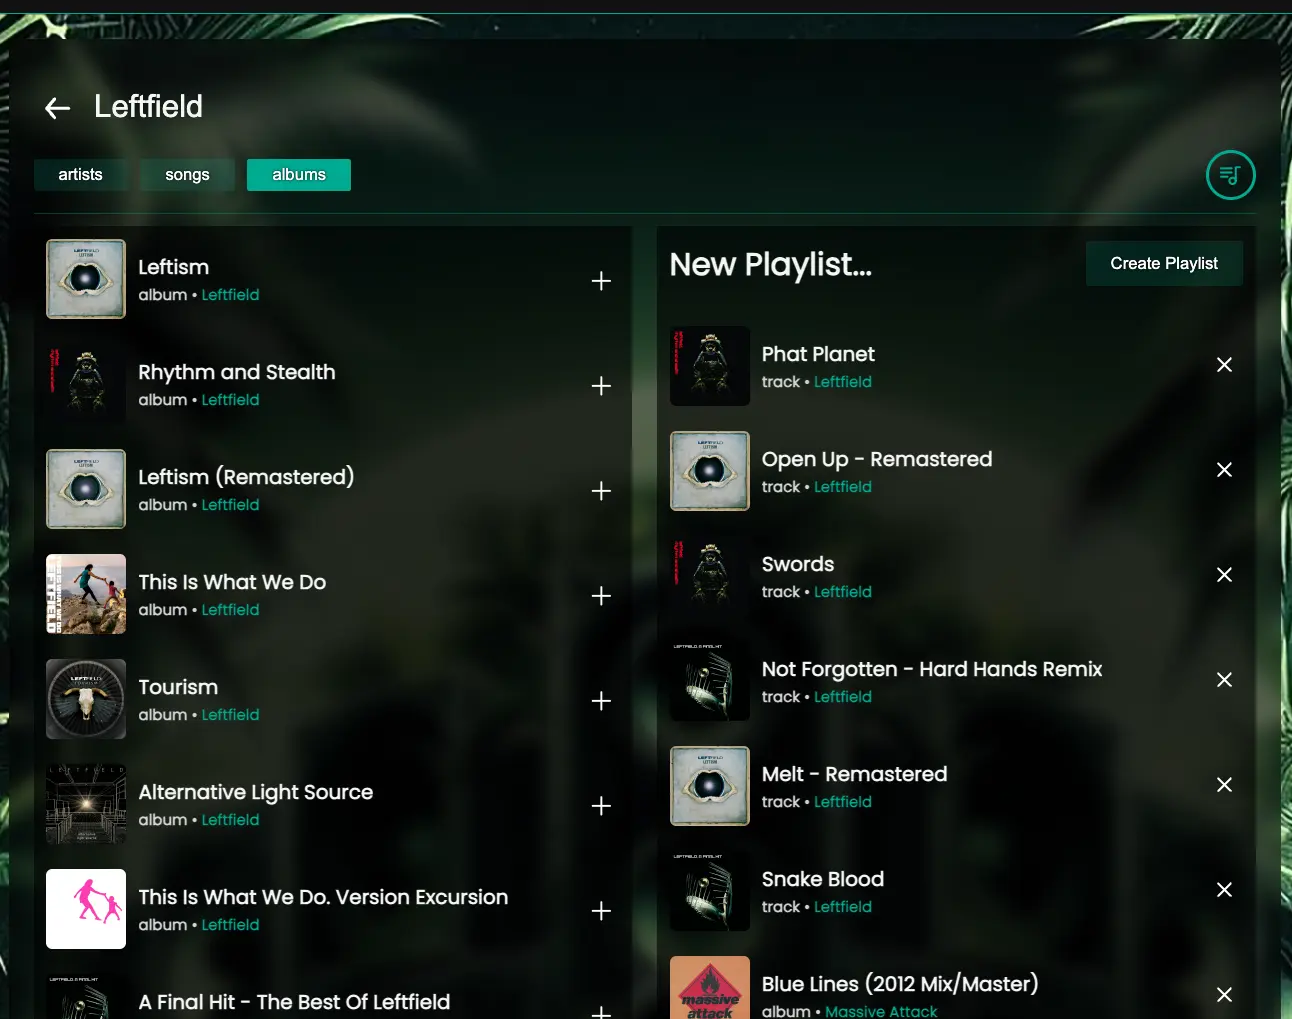 Leftfield
artists
songs
albums
Leftism
album • Leftfield
Rhythm and Stealth
album • Leftfield
Leftism (Remastered)
album • Leftfield
This Is What We Do
album • Leftfield
Tourism
album • Leftfield
Alternative Light Source
album • Leftfield
This Is What We Do. Version Excursion
album • Leftfield
A Final Hit - The Best Of Leftfield
New Playlist...
Create Playlist
Phat Planet
track • Leftfield
Open Up - Remastered
track • Leftfield
Swords
track • Leftfield
Not Forgotten - Hard Hands Remix
track • Leftfield
Melt - Remastered
track • Leftfield
Snake Blood
track • Leftfield
massive
attack
Blue Lines (2012 Mix/Master)
album • Massive Attack